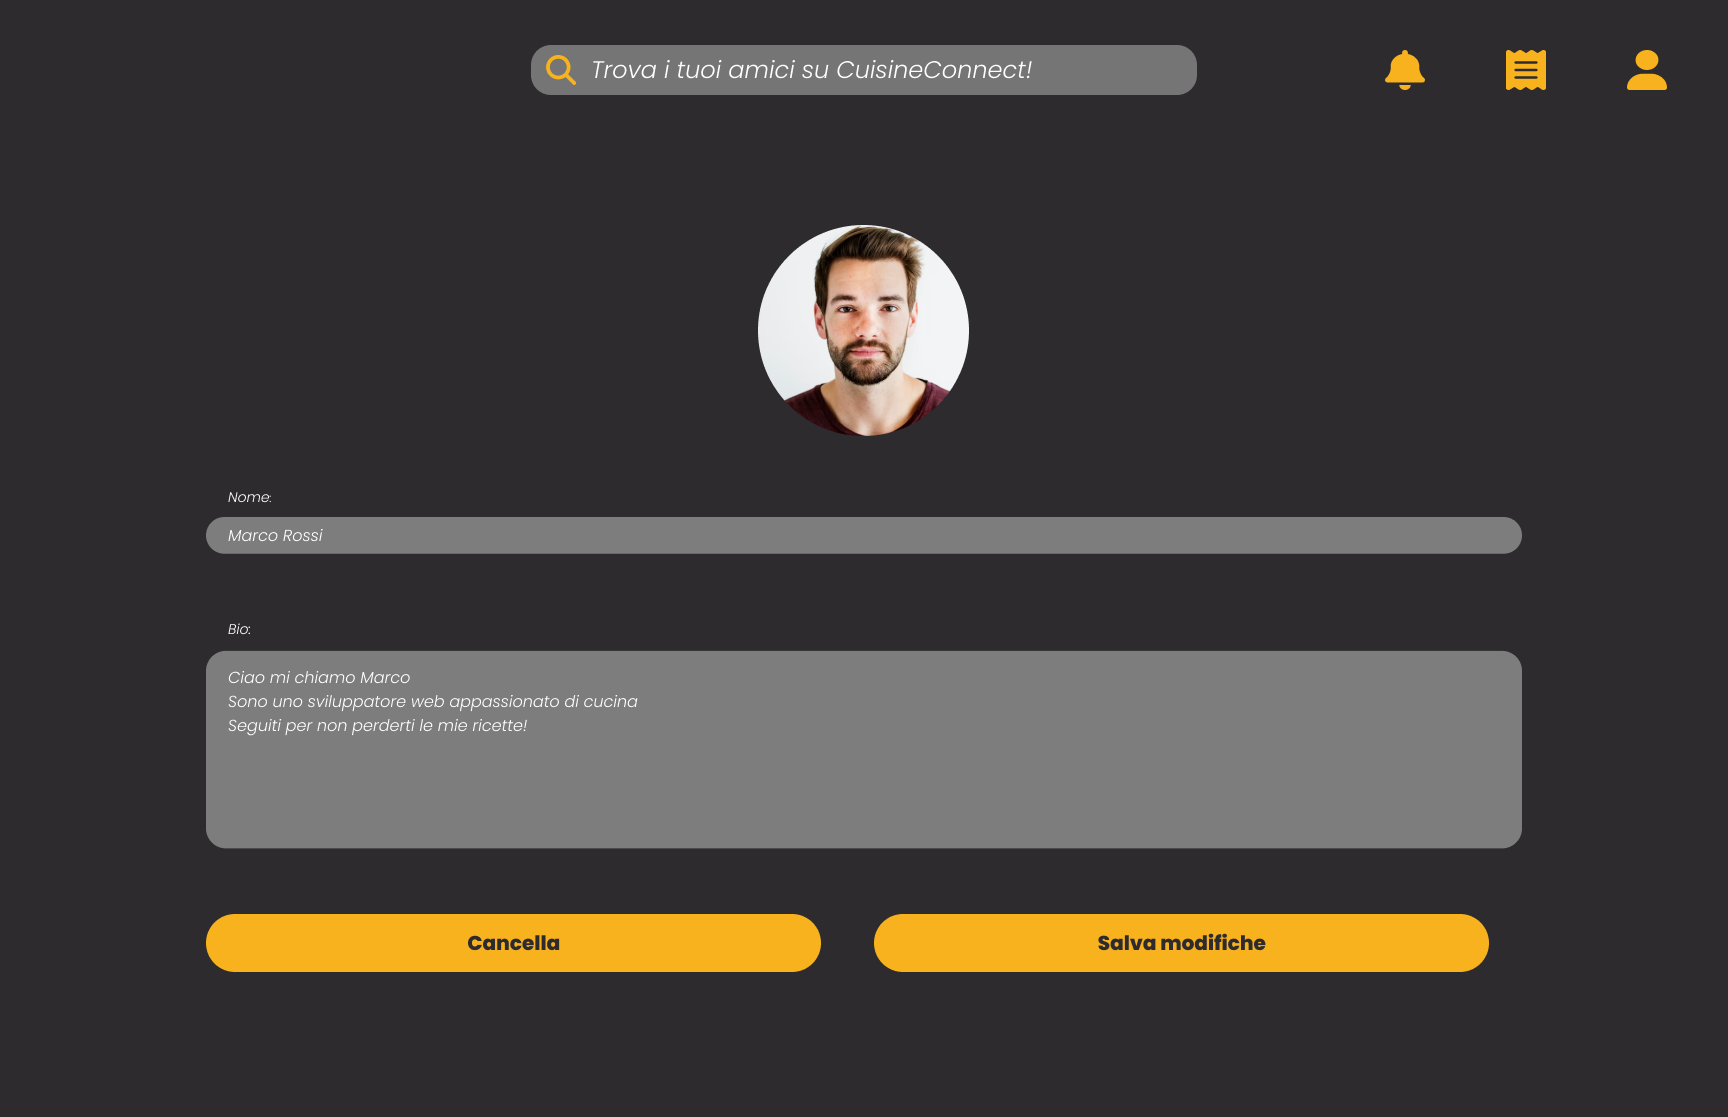 Trova i tuoi amici su CuisineConnect!
Nome:
Marco Rossi
Bio:
Ciao mi chiamo Marco
Sono uno sviluppatore web appassionato di cucina
Seguiti per non perderti le mie ricette!
Cancella
Salva modifiche